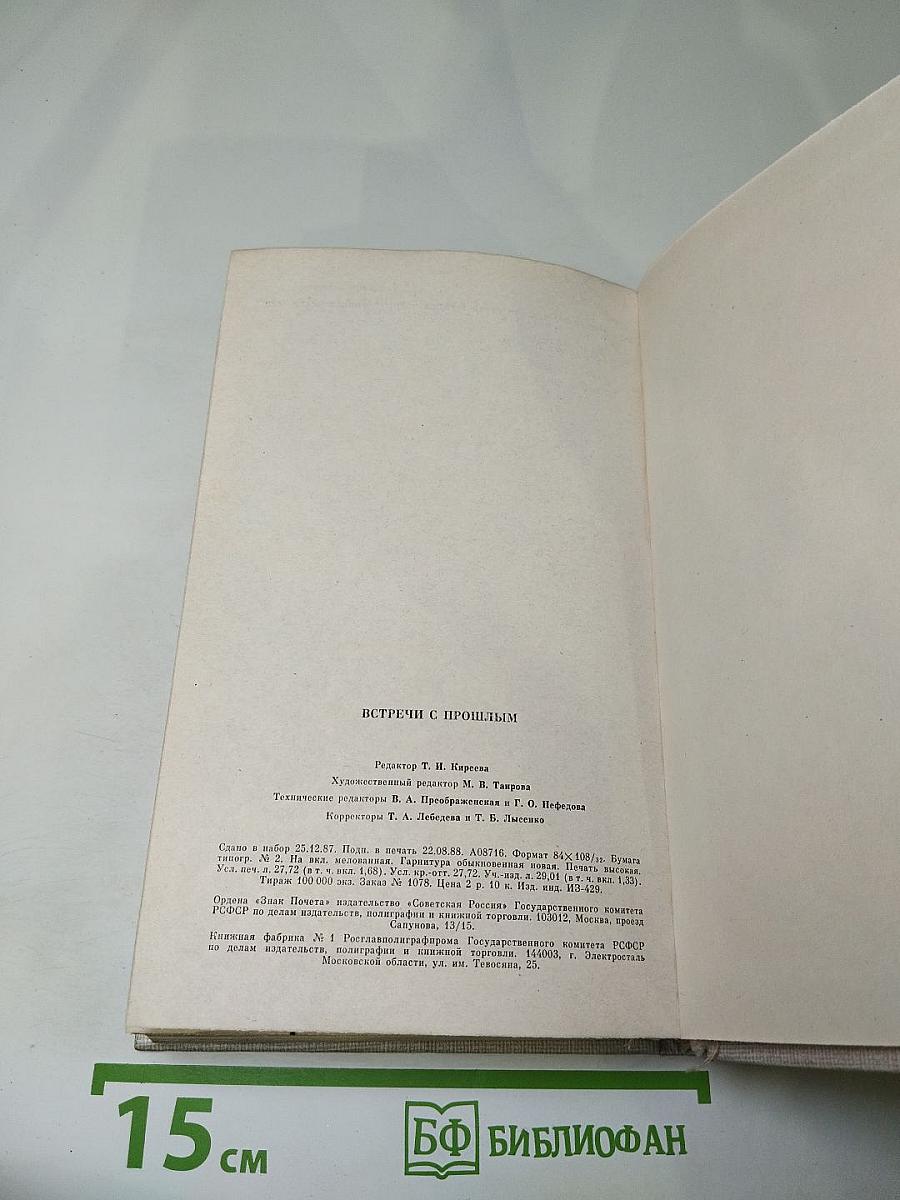 ВСТРЕЧИ С ПРОШЛЫМ
Редактор Т. И. Киреева
Художественный редактор М. В. Таирова
Технические редакторы В. А. Преображенская и Г. О. Нефедова
Корректоры Т. А. Лебедева и Т. Б. Лысенко
Сдано в набор 25.12.87. Подп. в печать 22.08.88. А08716. Формат 84×108/32. Бумага
типогр. № 2. На вкл. мелованная. Гарнитура обыкновенная новая. Печать высокая.
Усл. печ. л. 27,72 (в т. ч. вкл. 1,68). Усл. кр.-отт. 27,72. Уч.-изд. л. 29,01 (в т. ч. вкл. 1,33).
Тираж 100 000 экз. Заказ № 1078. Цена 2 р. 10 к. Изд. инд. ИЗ-429.
Ордена «Знак Почета» издательство «Советская Россия» Государственного комитета
РСФСР по делам издательств, полиграфии и книжной торговли. 103012, Москва, проезд
Сапунова, 13/15.
Книжная фабрика № 1 Росглавполиграфпрома Государственного комитета РСФСР
по делам издательств, полиграфии и книжной торговли. 144003, г. Электросталь
Московской области, ул. им. Тевосяна, 25.
15 см
БФ БИБЛИОФАН